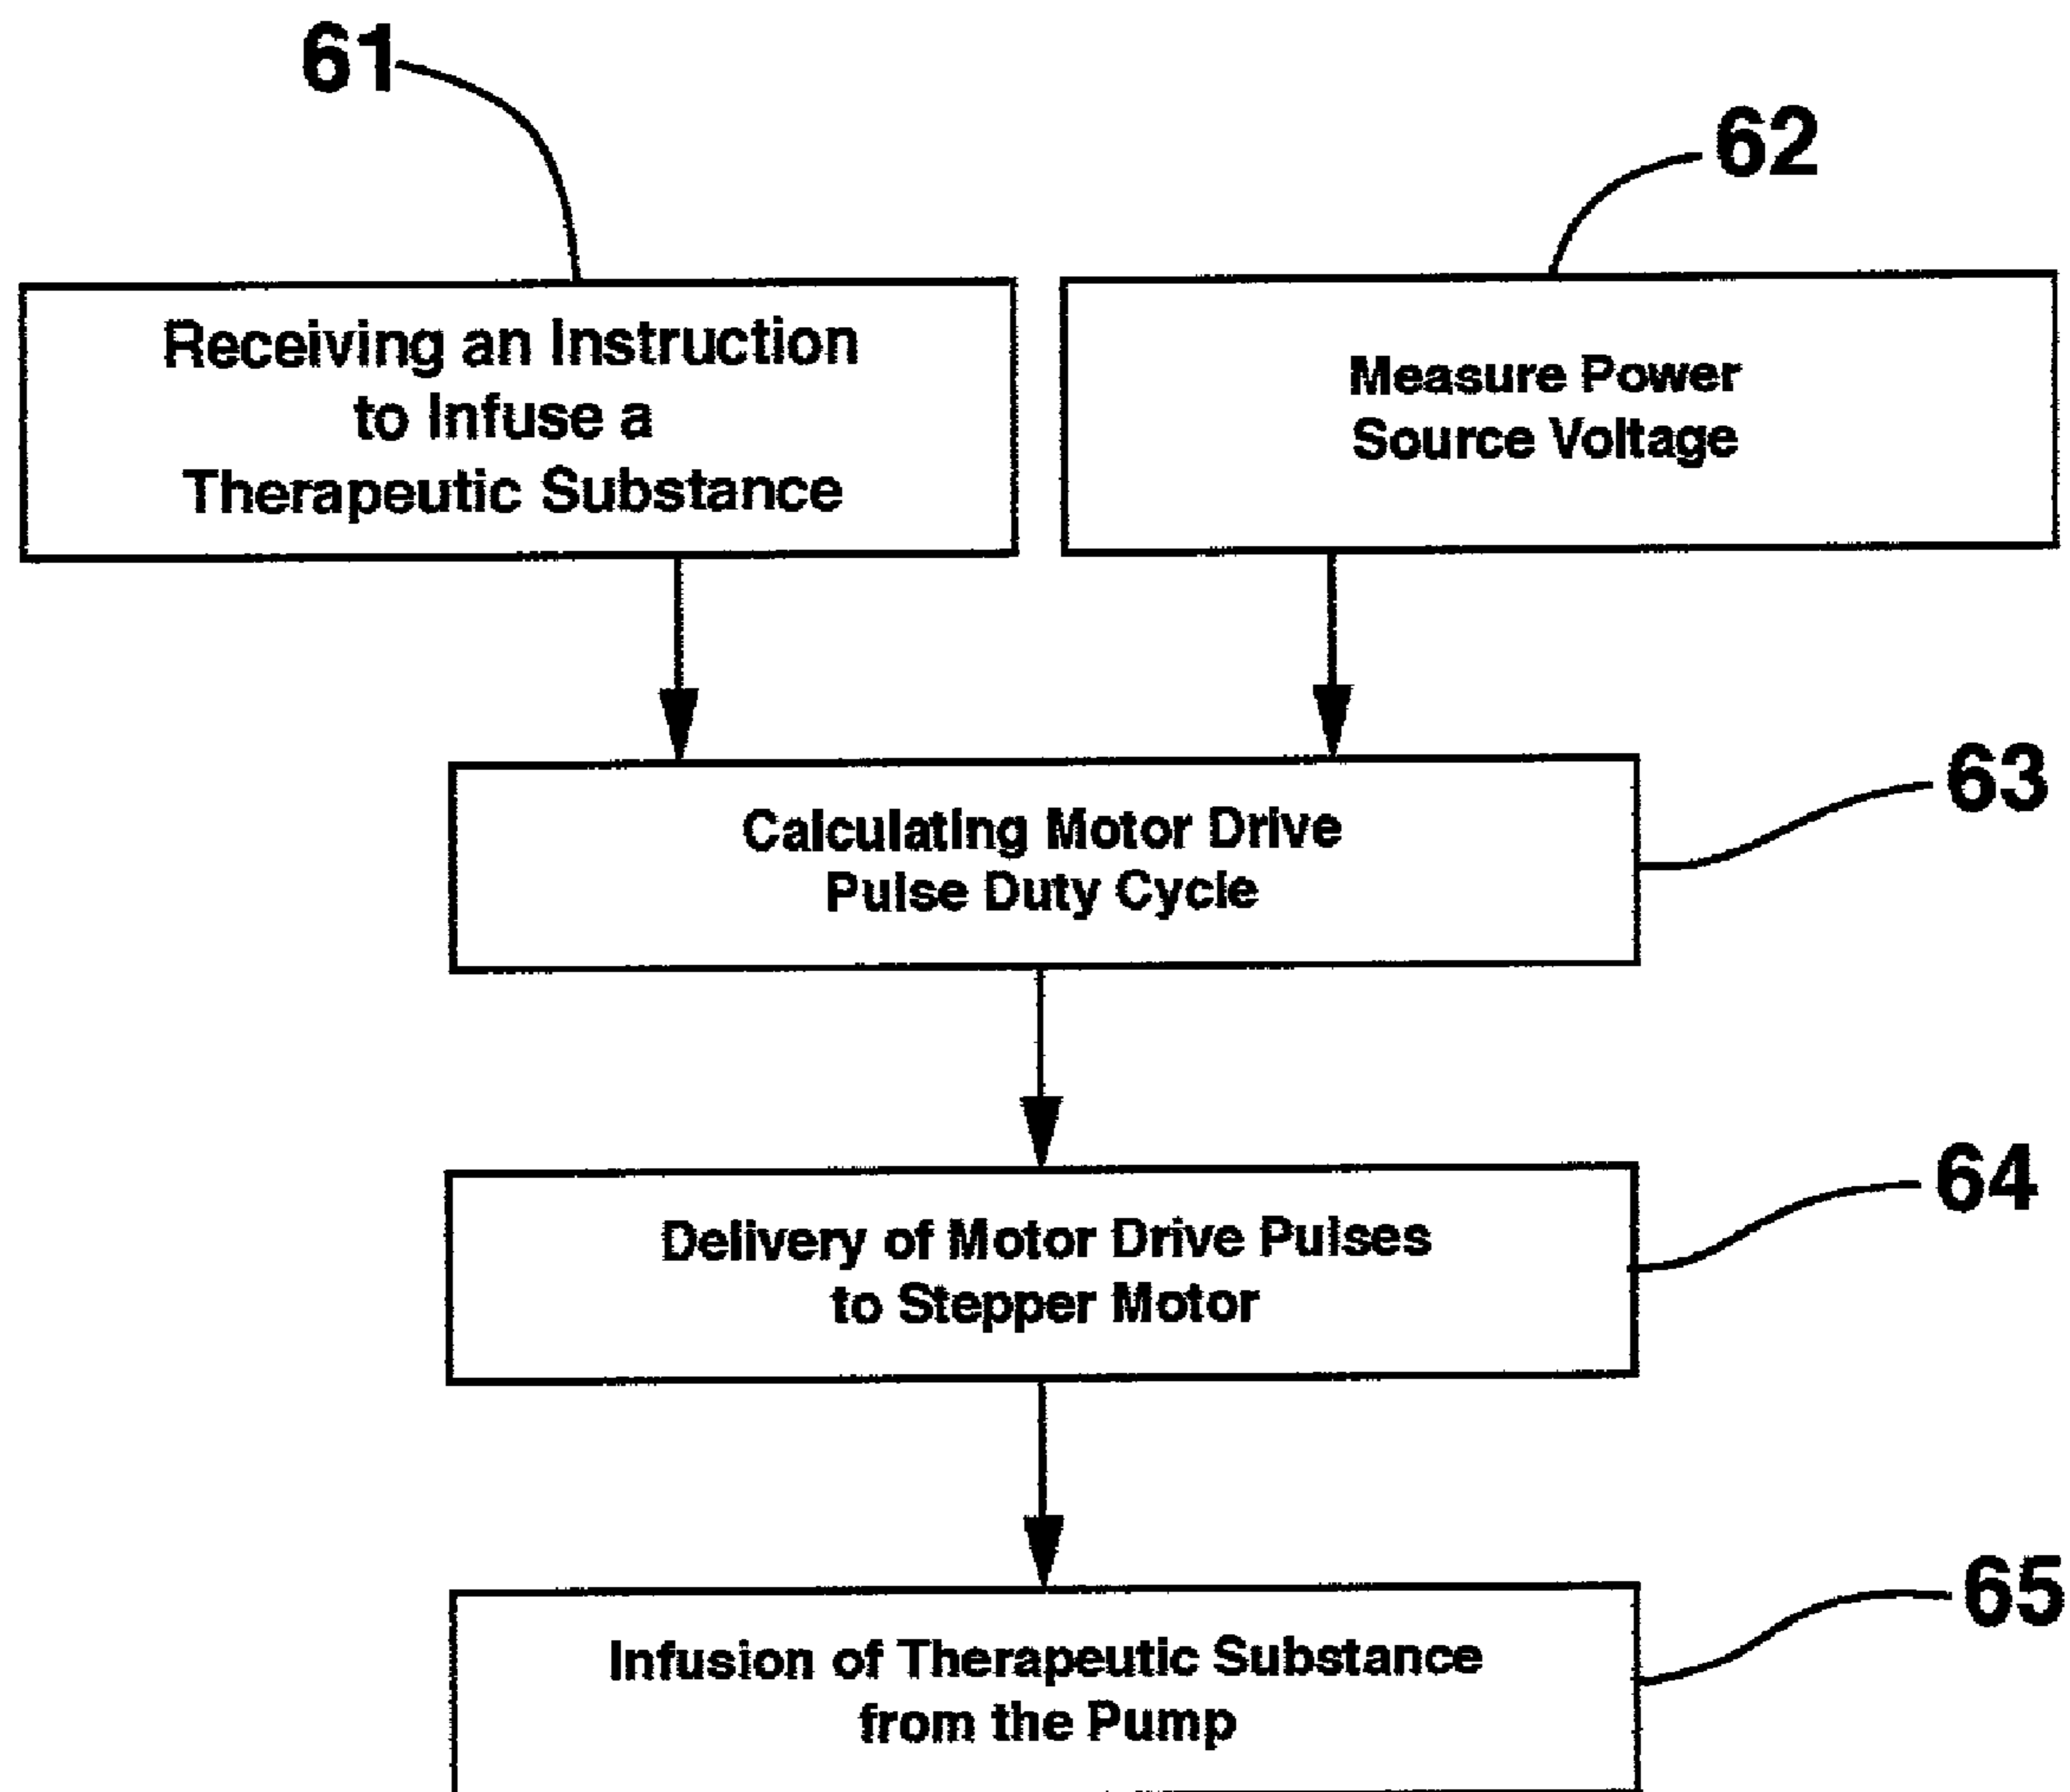 61
62
Receiving an Instruction
to Infuse a
Therapeutic Substance
Measure Power
Source Voltage
63
Calculating Motor Drive
Pulse Duty Cycle
64
Delivery of Motor Drive Pulses
to Stepper Motor
65
Infusion of Therapeutic Substance
from the Pump